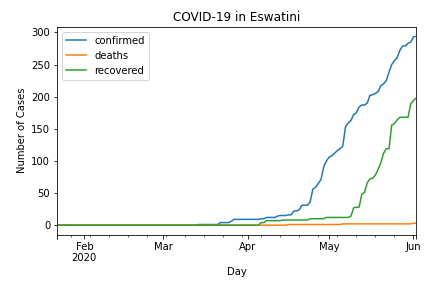 COVID-19 in Eswatini
confirmed
deaths
recovered
Number of Cases
300
250
200
150
100
50
0
Feb
2020
Mar
Apr
May
Jun
Day